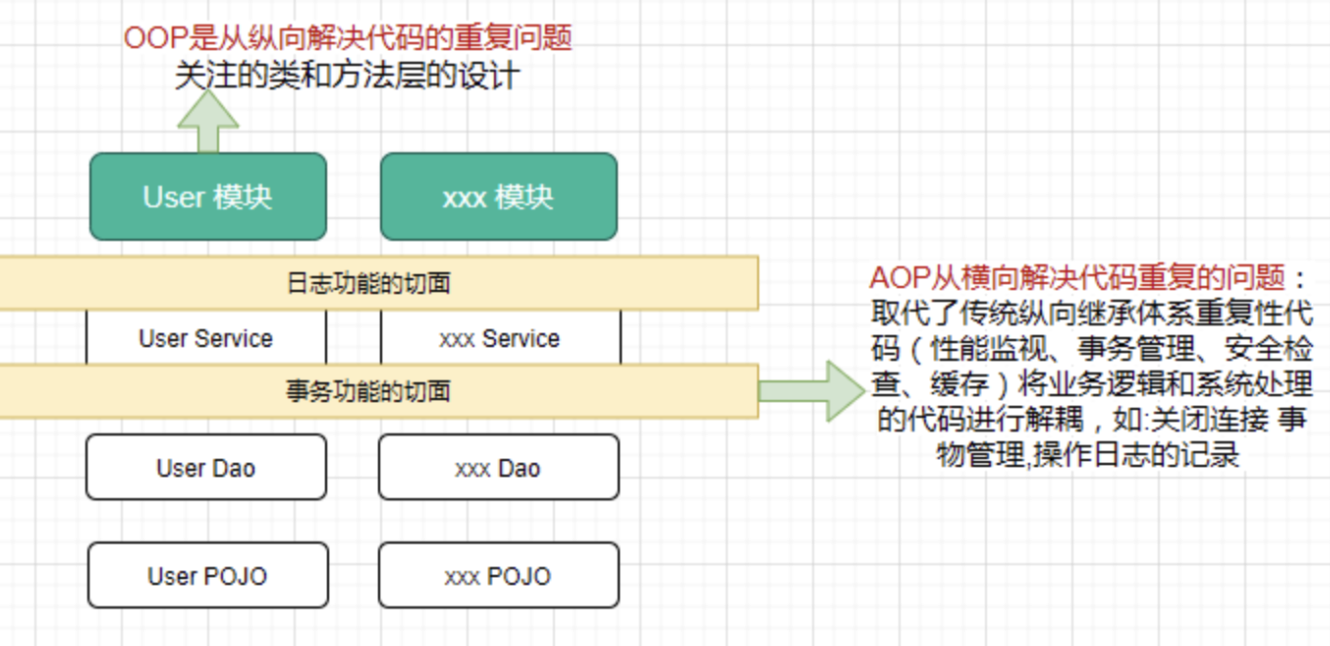 OOP是从纵向解决代码的重复问题
关注的类和方法层的设计
User 模块
xxx 模块
日志功能的切面
User Service
xxx Service
事务功能的切面
User Dao
xxx Dao
User POJO
xxx POJO
AOP从横向解决代码重复的问题：
取代了传统纵向继承体系重复性代
码（性能监视、事务管理、安全检
查、缓存）将业务逻辑和系统处理
的代码进行解耦，如:关闭连接 事
物管理,操作日志的记录